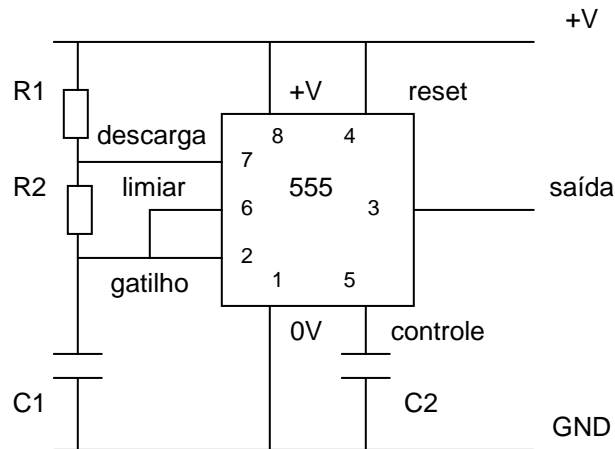 +V
R1 +V reset
descarga 8 4
7
R2 limiar 555 saída
6 3
2
gatilho 1 5
0V controle
C1 C2
GND